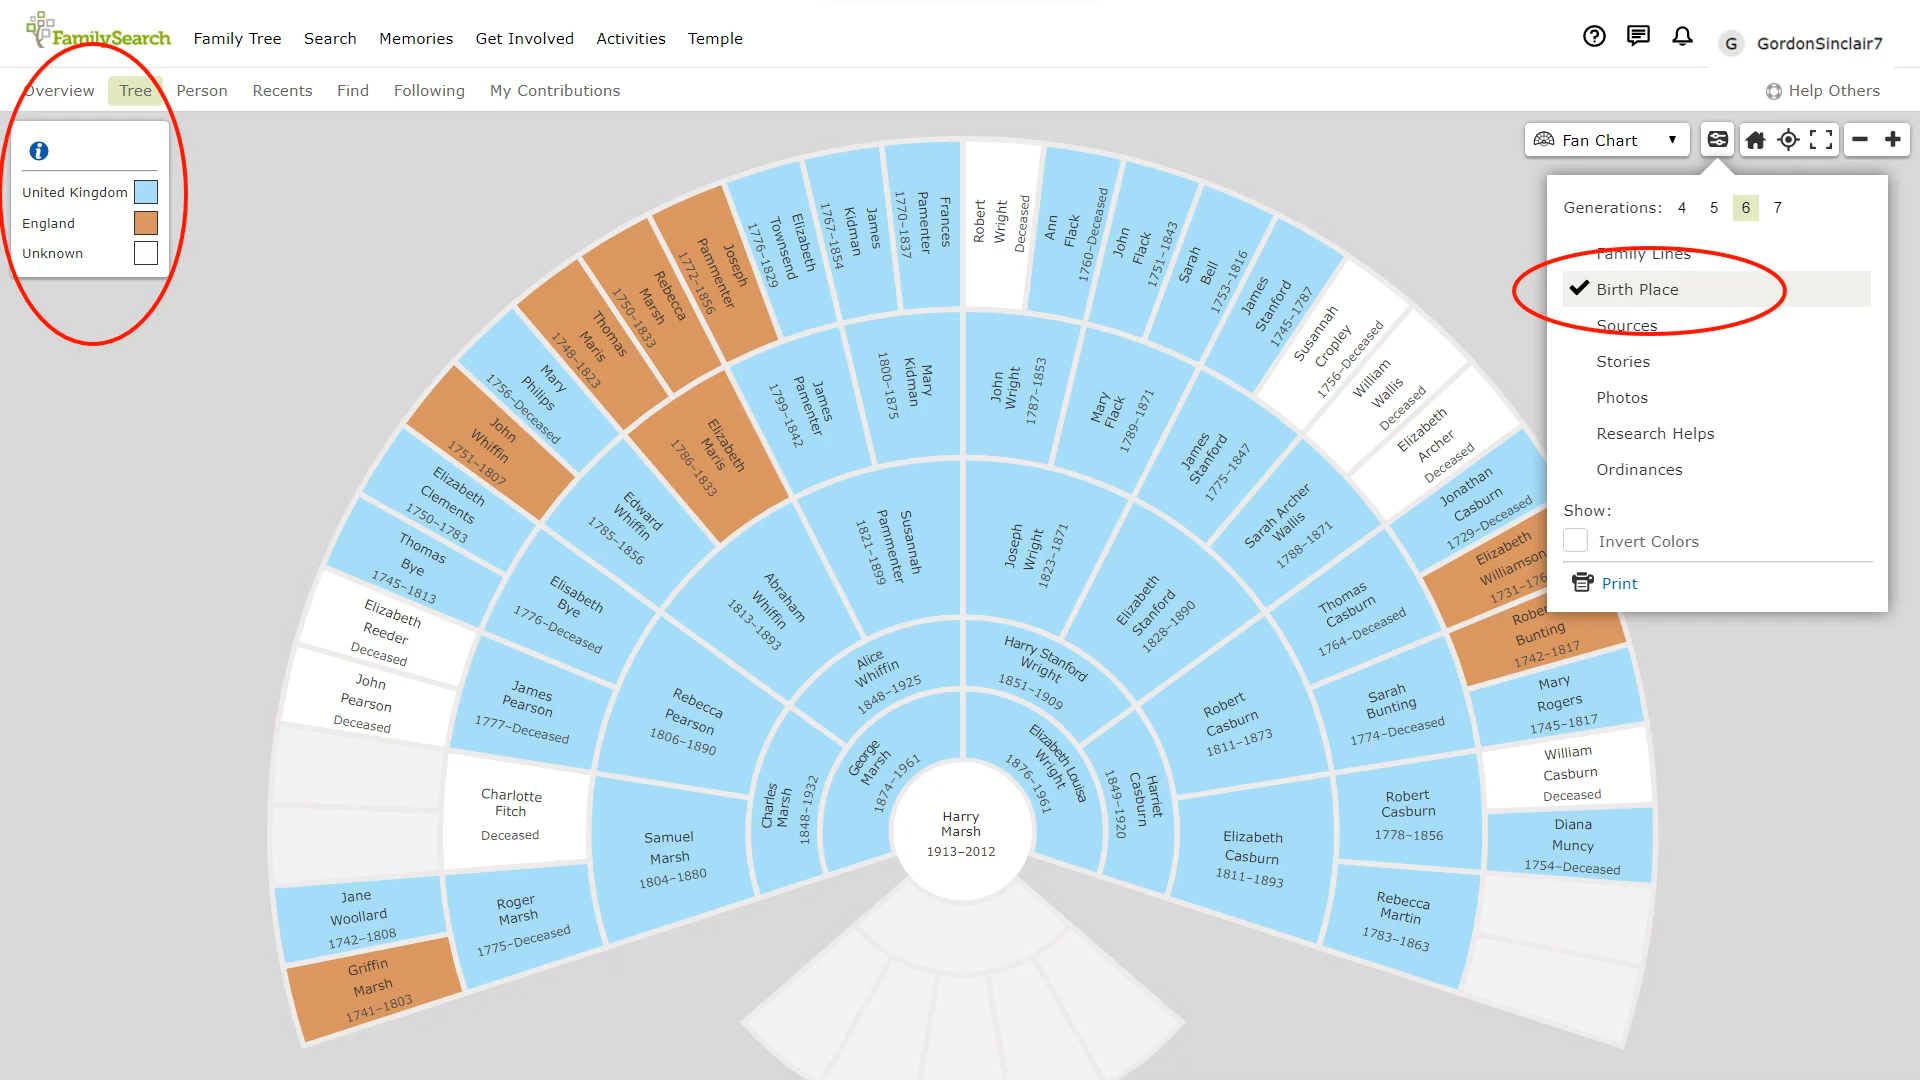 FamilySearch
Family Tree
Search
Memories
Get Involved
Activities
Temple
G
GordonSinclair7
Overview
Tree
Person
Recents
Find
Following
My Contributions
Help Others
United Kingdom
England
Unknown
Fan Chart
Generations: 4 5 6 7
Family Lines
Birth Place
Sources
Stories
Photos
Research Helps
Ordinances
Show:
Invert Colors
Print
Griffin
Marsh
1741–1803
Jane
Woollard
1742–1808
John
Pearson
Deceased
Elizabeth
Reeder
Deceased
Thomas
Bye
1745–1813
Elizabeth
Clements
1750–1783
John
Whiffin
1751–1807
Mary
Philips
1756–Deceased
Thomas
Maris
1748–1823
Rebecca
Marsh
1750–1833
Joseph
Pammenter
1772–1856
Elizabeth
Townsend
1776–1829
James
Kidman
1767–1854
Frances
Pamenter
1770–1837
Robert
Wright
Deceased
Ann
Flack
1760–Deceased
John
Flack
1751–1843
Sarah
Bell
1753–1816
James
Stanford
1745–1787
Susannah
Cropley
1756–Deceased
William
Wallis
Deceased
Elizabeth
Archer
Deceased
Jonathan
Casburn
1729–Deceased
Elizabeth
Williamson
1731–176
Rober
Bunting
1742–1817
Mary
Rogers
1745–1817
William
Casburn
Deceased
Diana
Muncy
1754–Deceased
Roger
Marsh
1775–Deceased
Charlotte
Fitch
Deceased
James
Pearson
1777–Deceased
Elisabeth
Bye
1776–Deceased
Edward
Whiffin
1785–1856
Elizabeth
Maris
1786–1833
James
Pamenter
1799–1842
Mary
Kidman
1800–1875
John
Wright
1787–1853
Mary
Flack
1789–1871
James
Stanford
1775–1847
Sarah Archer
Wallis
1788–1871
Thomas
Casburn
1764–Deceased
Sarah
Bunting
1774–Deceased
Robert
Casburn
1778–1856
Rebecca
Martin
1783–1863
Samuel
Marsh
1804–1880
Rebecca
Pearson
1806–1890
Abraham
Whiffin
1813–1893
Susannah
Pammenter
1821–1899
Joseph
Wright
1823–1871
Elizabeth
Stanford
1828–1890
Robert
Casburn
1811–1873
Elizabeth
Casburn
1811–1893
Charles
Marsh
1848–1932
Alice
Whiffin
1848–1925
Harry Stanford
Wright
1851–1909
Harriet
Casburn
1849–1920
George
Marsh
1874–1961
Elizabeth Louisa
Wright
1876–1961
Harry
Marsh
1913–2012